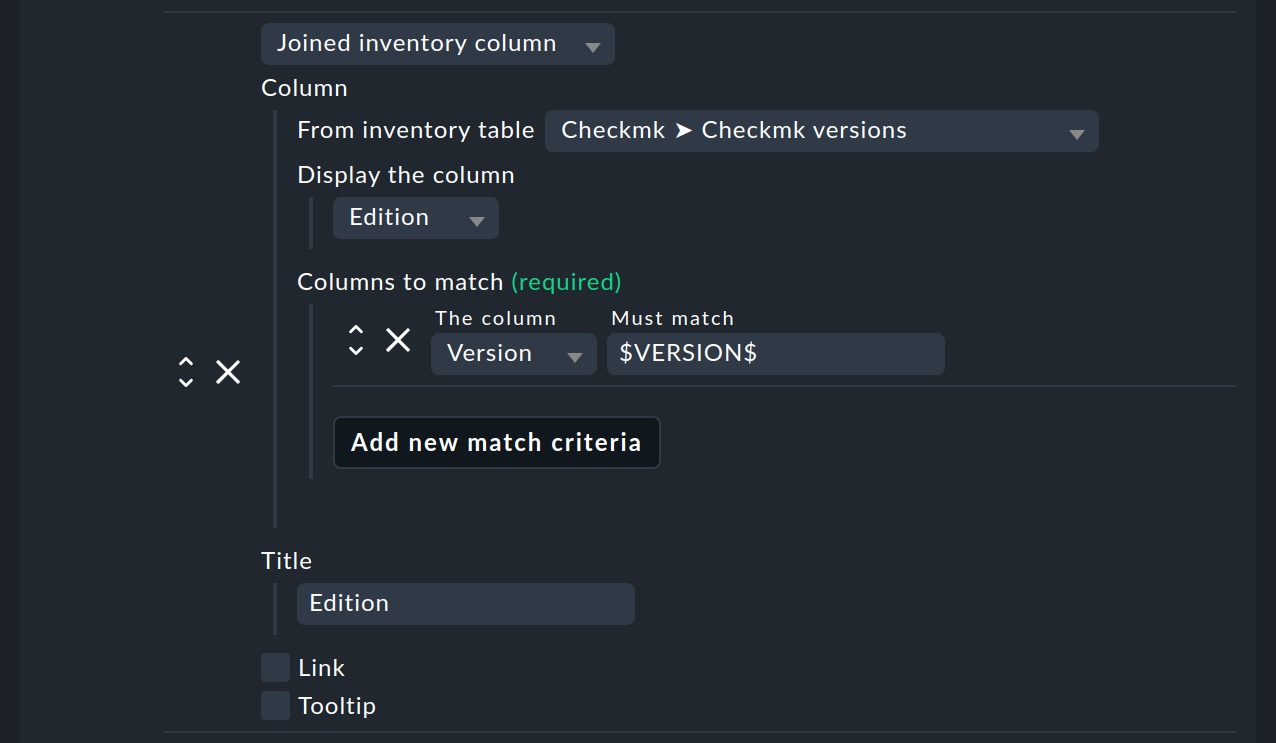 Joined inventory column
Column
From inventory table Checkmk ➤ Checkmk versions
Display the column
Edition
Columns to match (required)
The column Must match
Version $VERSION$
Add new match criteria
Title
Edition
Link
Tooltip